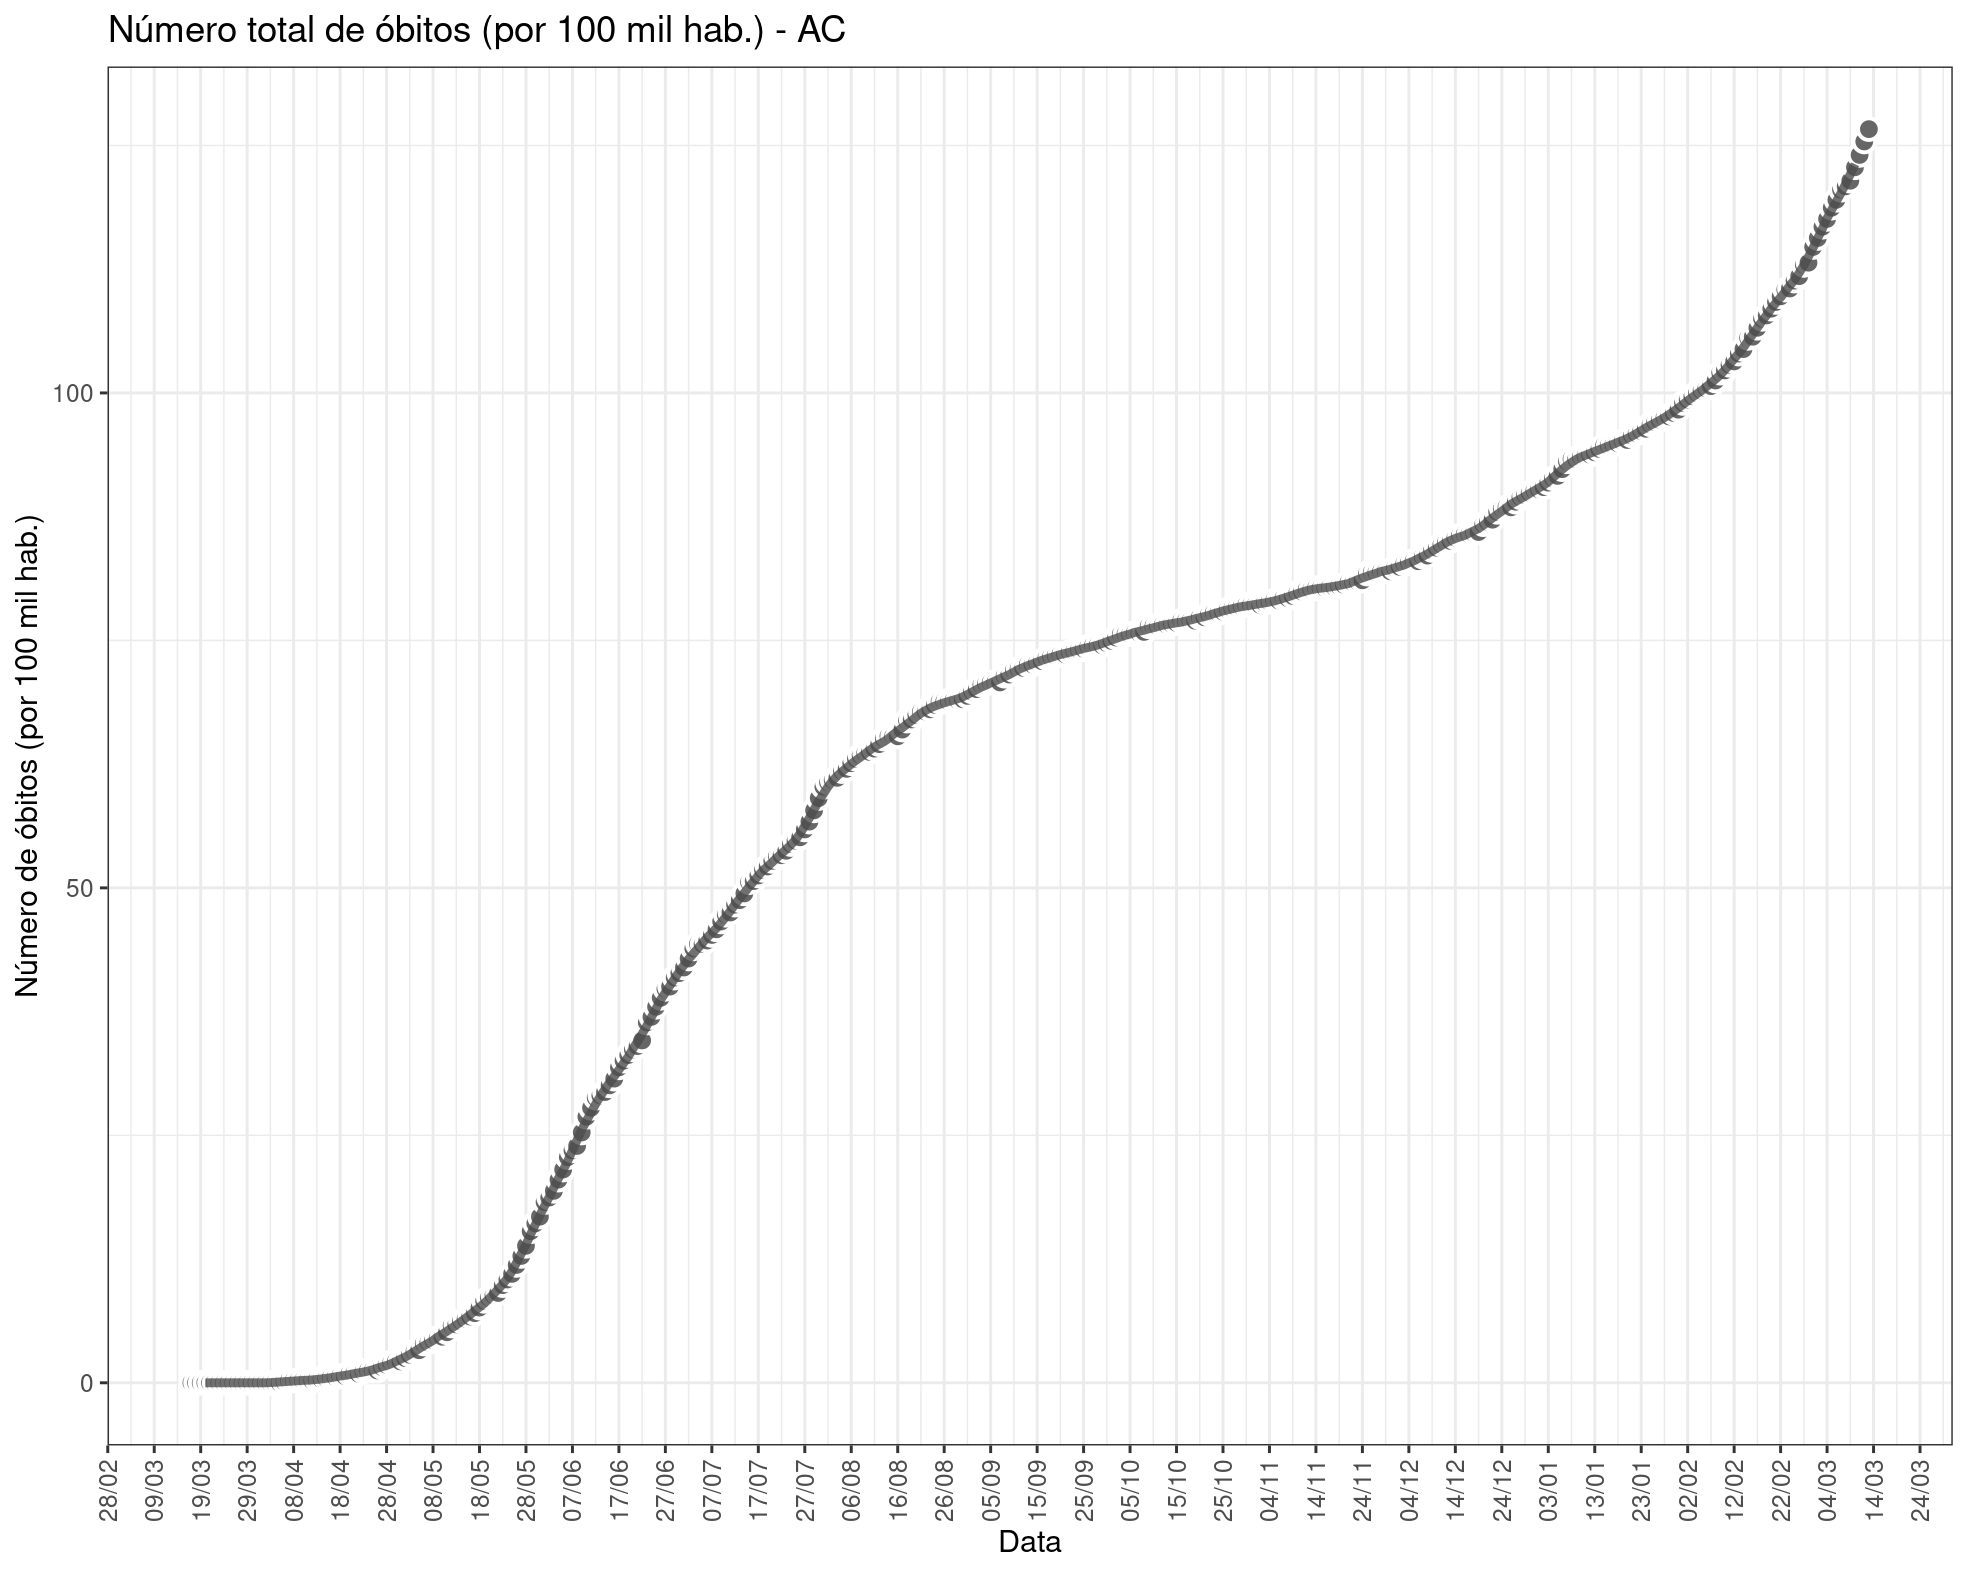 Número total de óbitos (por 100 mil hab.) - AC
Número de óbitos (por 100 mil hab.)
100
50
0
28/02 09/03 19/03 29/03 08/04 18/04 28/04 08/05 18/05 28/05 07/06 17/06 27/06 07/07 17/07 27/07 06/08 16/08 26/08 05/09 15/09 25/09 05/10 15/10 25/10 04/11 14/11 24/11 04/12 14/12 24/12 03/01 13/01 23/01 02/02 12/02 22/02 04/03 14/03 24/03
Data